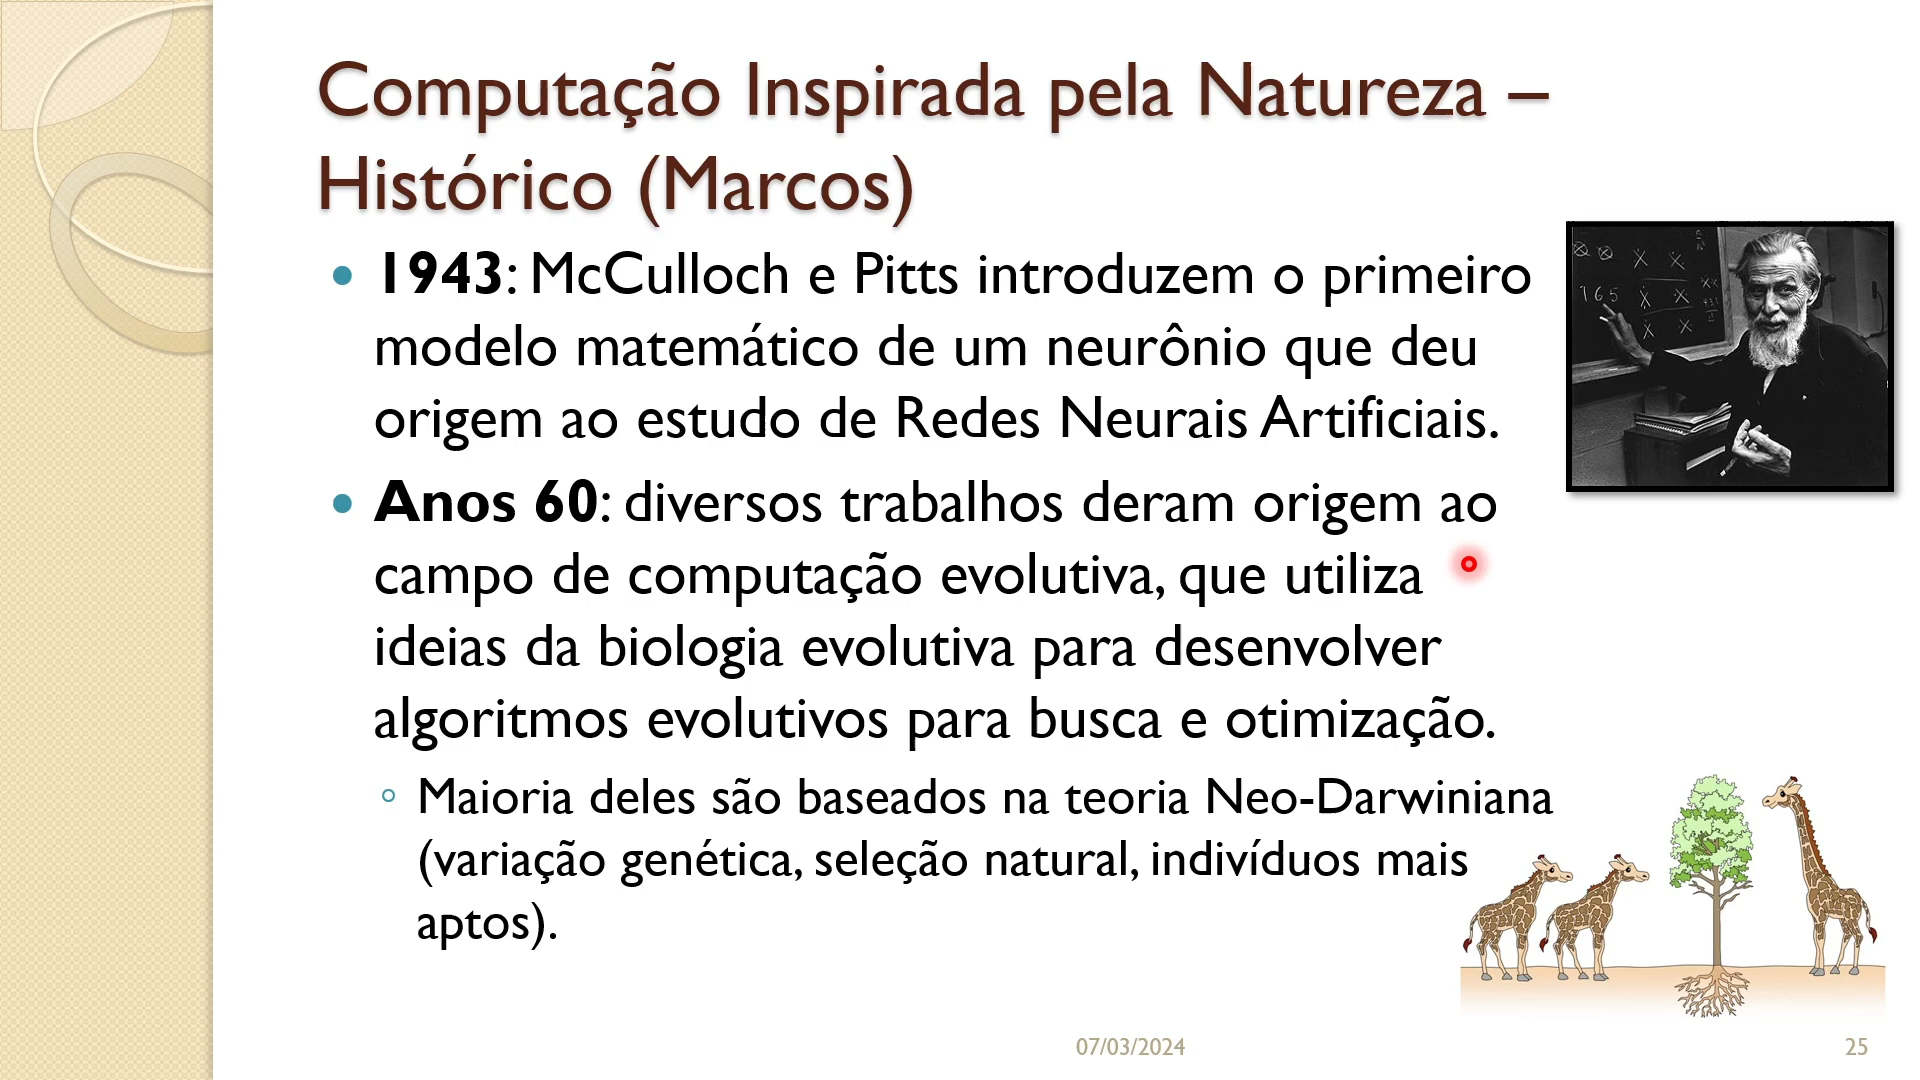 Computação Inspirada pela Natureza –
Histórico (Marcos)
• 1943: McCulloch e Pitts introduzem o primeiro
modelo matemático de um neurônio que deu
origem ao estudo de Redes Neurais Artificiais.
• Anos 60: diversos trabalhos deram origem ao
campo de computação evolutiva, que utiliza
ideias da biologia evolutiva para desenvolver
algoritmos evolutivos para busca e otimização.
◦ Maioria deles são baseados na teoria Neo-Darwiniana
(variação genética, seleção natural, indivíduos mais
aptos).
07/03/2024
25